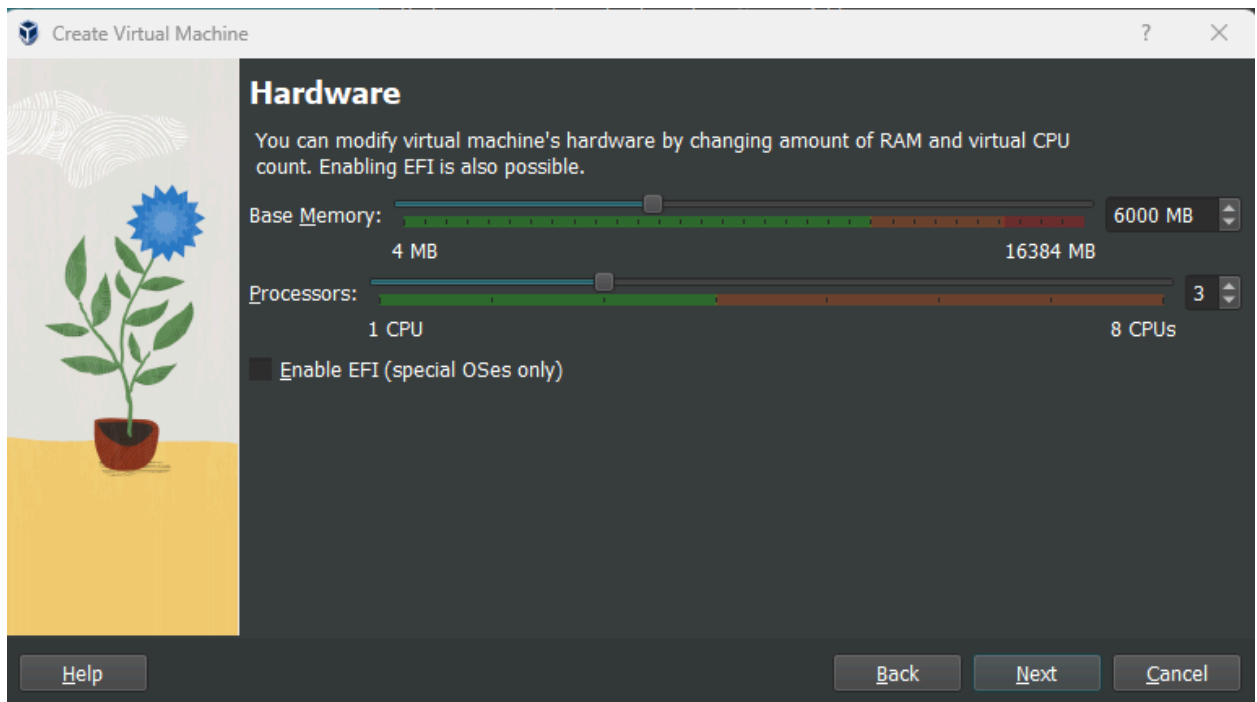 Create Virtual Machine
Hardware
You can modify virtual machine's hardware by changing amount of RAM and virtual CPU
count. Enabling EFI is also possible.
Base Memory: 6000 MB
4 MB 16384 MB
Processors: 3
1 CPU 8 CPUs
Enable EFI (special OSes only)
Help Back Next Cancel